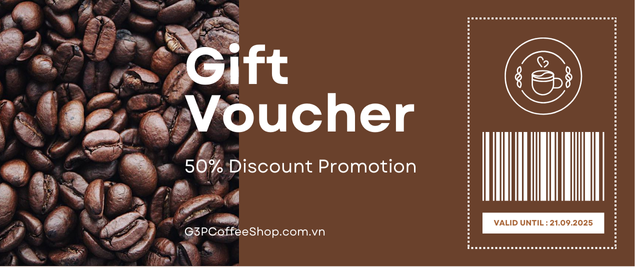 Gift
Voucher
50% Discount Promotion
G3PCoffeeShop.com.vn
VALID UNTIL : 21.09.2025